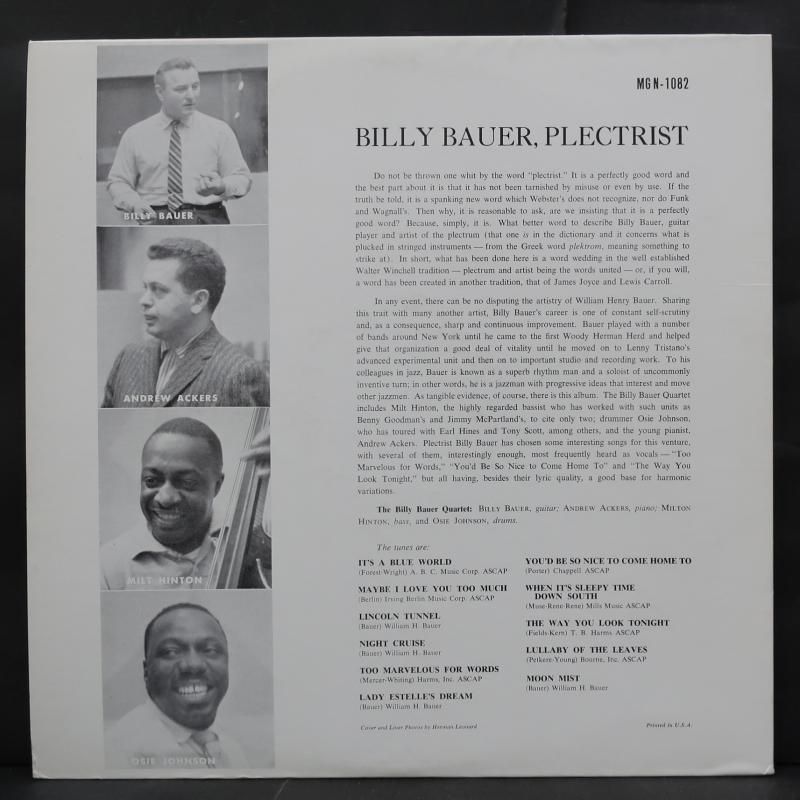 MGN-1082
BILLY BAUER, PLECTRIST
Do not be thrown one whit by the word "plectrist." It is a perfectly good word and
the best part about it is that it has not been tarnished by misuse or even by use. If the
truth be told, it is a spanking new word which Webster's does not recognize, nor do Funk
and Wagnall's. Then why, it is reasonable to ask, are we insisting that it is a perfectly
good word? Because, simply, it is. What better word to describe Billy Bauer, guitar
player and artist of the plectrum (that one is in the dictionary and it concerns what is
plucked in stringed instruments — from the Greek word plektrom, meaning something to
strike at). In short, what has been done here is a word wedding in the well established
Walter Winchell tradition — plectrum and artist being the words united — or, if you will,
a word has been created in another tradition, that of James Joyce and Lewis Carroll.
In any event, there can be no disputing the artistry of William Henry Bauer. Sharing
this trait with many another artist, Billy Bauer's career is one of constant self-scrutiny
and, as a consequence, sharp and continuous improvement. Bauer played with a number
of bands around New York until he came to the first Woody Herman Herd and helped
give that organization a good deal of vitality until he moved on to Lenny Tristano's
advanced experimental unit and then on to important studio and recording work. To his
colleagues in jazz, Bauer is known as a superb rhythm man and a soloist of uncommonly
inventive turn; in other words, he is a jazzman with progressive ideas that interest and move
other jazzmen. As tangible evidence, of course, there is this album. The Billy Bauer Quartet
includes Milt Hinton, the highly regarded bassist who has worked with such units as
Benny Goodman's and Jimmy McPartland's, to cite only two; drummer Osie Johnson,
who has toured with Earl Hines and Tony Scott, among others, and the young pianist,
Andrew Ackers. Plectrist Billy Bauer has chosen some interesting songs for this venture,
with several of them, interestingly enough, most frequently heard as vocals — "Too
Marvelous for Words," "You'd Be So Nice to Come Home To" and "The Way You
Look Tonight," but all having, besides their lyric quality, a good base for harmonic
variations.
The Billy Bauer Quartet: BILLY BAUER, guitar; ANDREW ACKERS, piano; MILTON
HINTON, bass, and OSIE JOHNSON, drums.
The tunes are:
IT'S A BLUE WORLD
(Forest-Wright) A. B. C. Music Corp. ASCAP
MAYBE I LOVE YOU TOO MUCH
(Berlin) Irving Berlin Music Corp. ASCAP
LINCOLN TUNNEL
(Bauer) William H. Bauer
NIGHT CRUISE
(Bauer) William H. Bauer
TOO MARVELOUS FOR WORDS
(Mercer-Whiting) Harms, Inc. ASCAP
LADY ESTELLE'S DREAM
(Bauer) William H. Bauer
YOU'D BE SO NICE TO COME HOME TO
(Porter) Chappell ASCAP
WHEN IT'S SLEEPY TIME
DOWN SOUTH
(Muse-Rene-Rene) Mills Music ASCAP
THE WAY YOU LOOK TONIGHT
(Fields-Kern) T. B. Harms ASCAP
LULLABY OF THE LEAVES
(Petkere-Young) Bourne, Inc. ASCAP
MOON MIST
(Bauer) William H. Bauer
Cover and Liner Photos by Herman Leonard
Printed in U.S.A.
BILLY BAUER
ANDREW ACKERS
MILT HINTON
OSIE JOHNSON